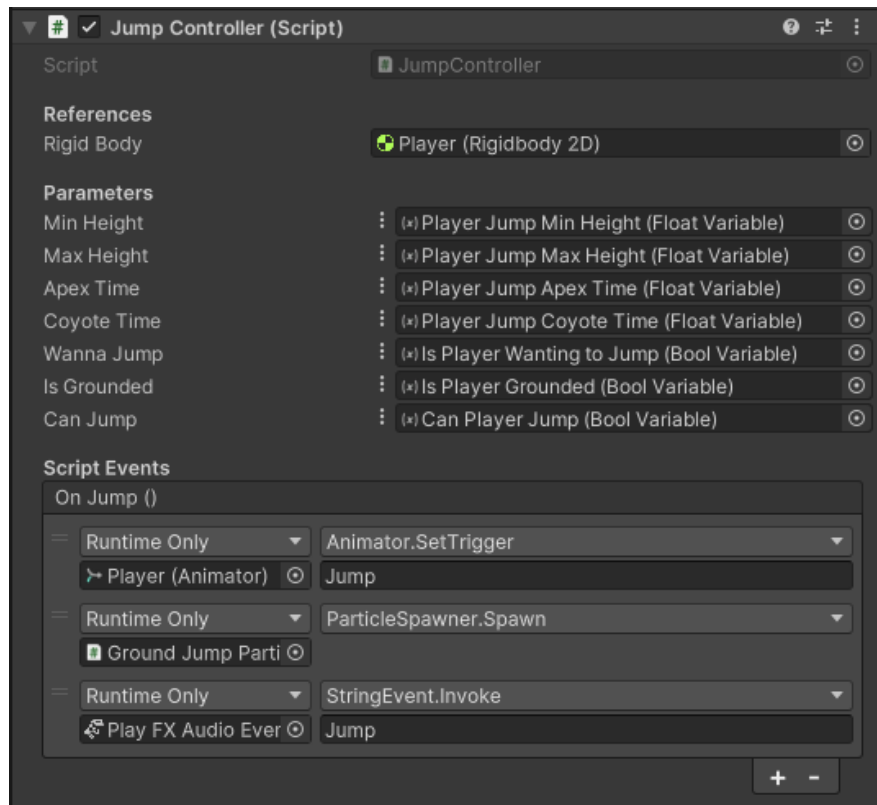 Jump Controller (Script)
Script JumpController
References
Rigid Body Player (Rigidbody 2D)
Parameters
Min Height (x) Player Jump Min Height (Float Variable)
Max Height (x) Player Jump Max Height (Float Variable)
Apex Time (x) Player Jump Apex Time (Float Variable)
Coyote Time (x) Player Jump Coyote Time (Float Variable)
Wanna Jump (x) Is Player Wanting to Jump (Bool Variable)
Is Grounded (x) Is Player Grounded (Bool Variable)
Can Jump (x) Can Player Jump (Bool Variable)
Script Events
On Jump ()
Runtime Only Animator.SetTrigger
Player (Animator) Jump
Runtime Only ParticleSpawner.Spawn
Ground Jump Parti
Runtime Only StringEvent.Invoke
Play FX Audio Ever Jump
+ -